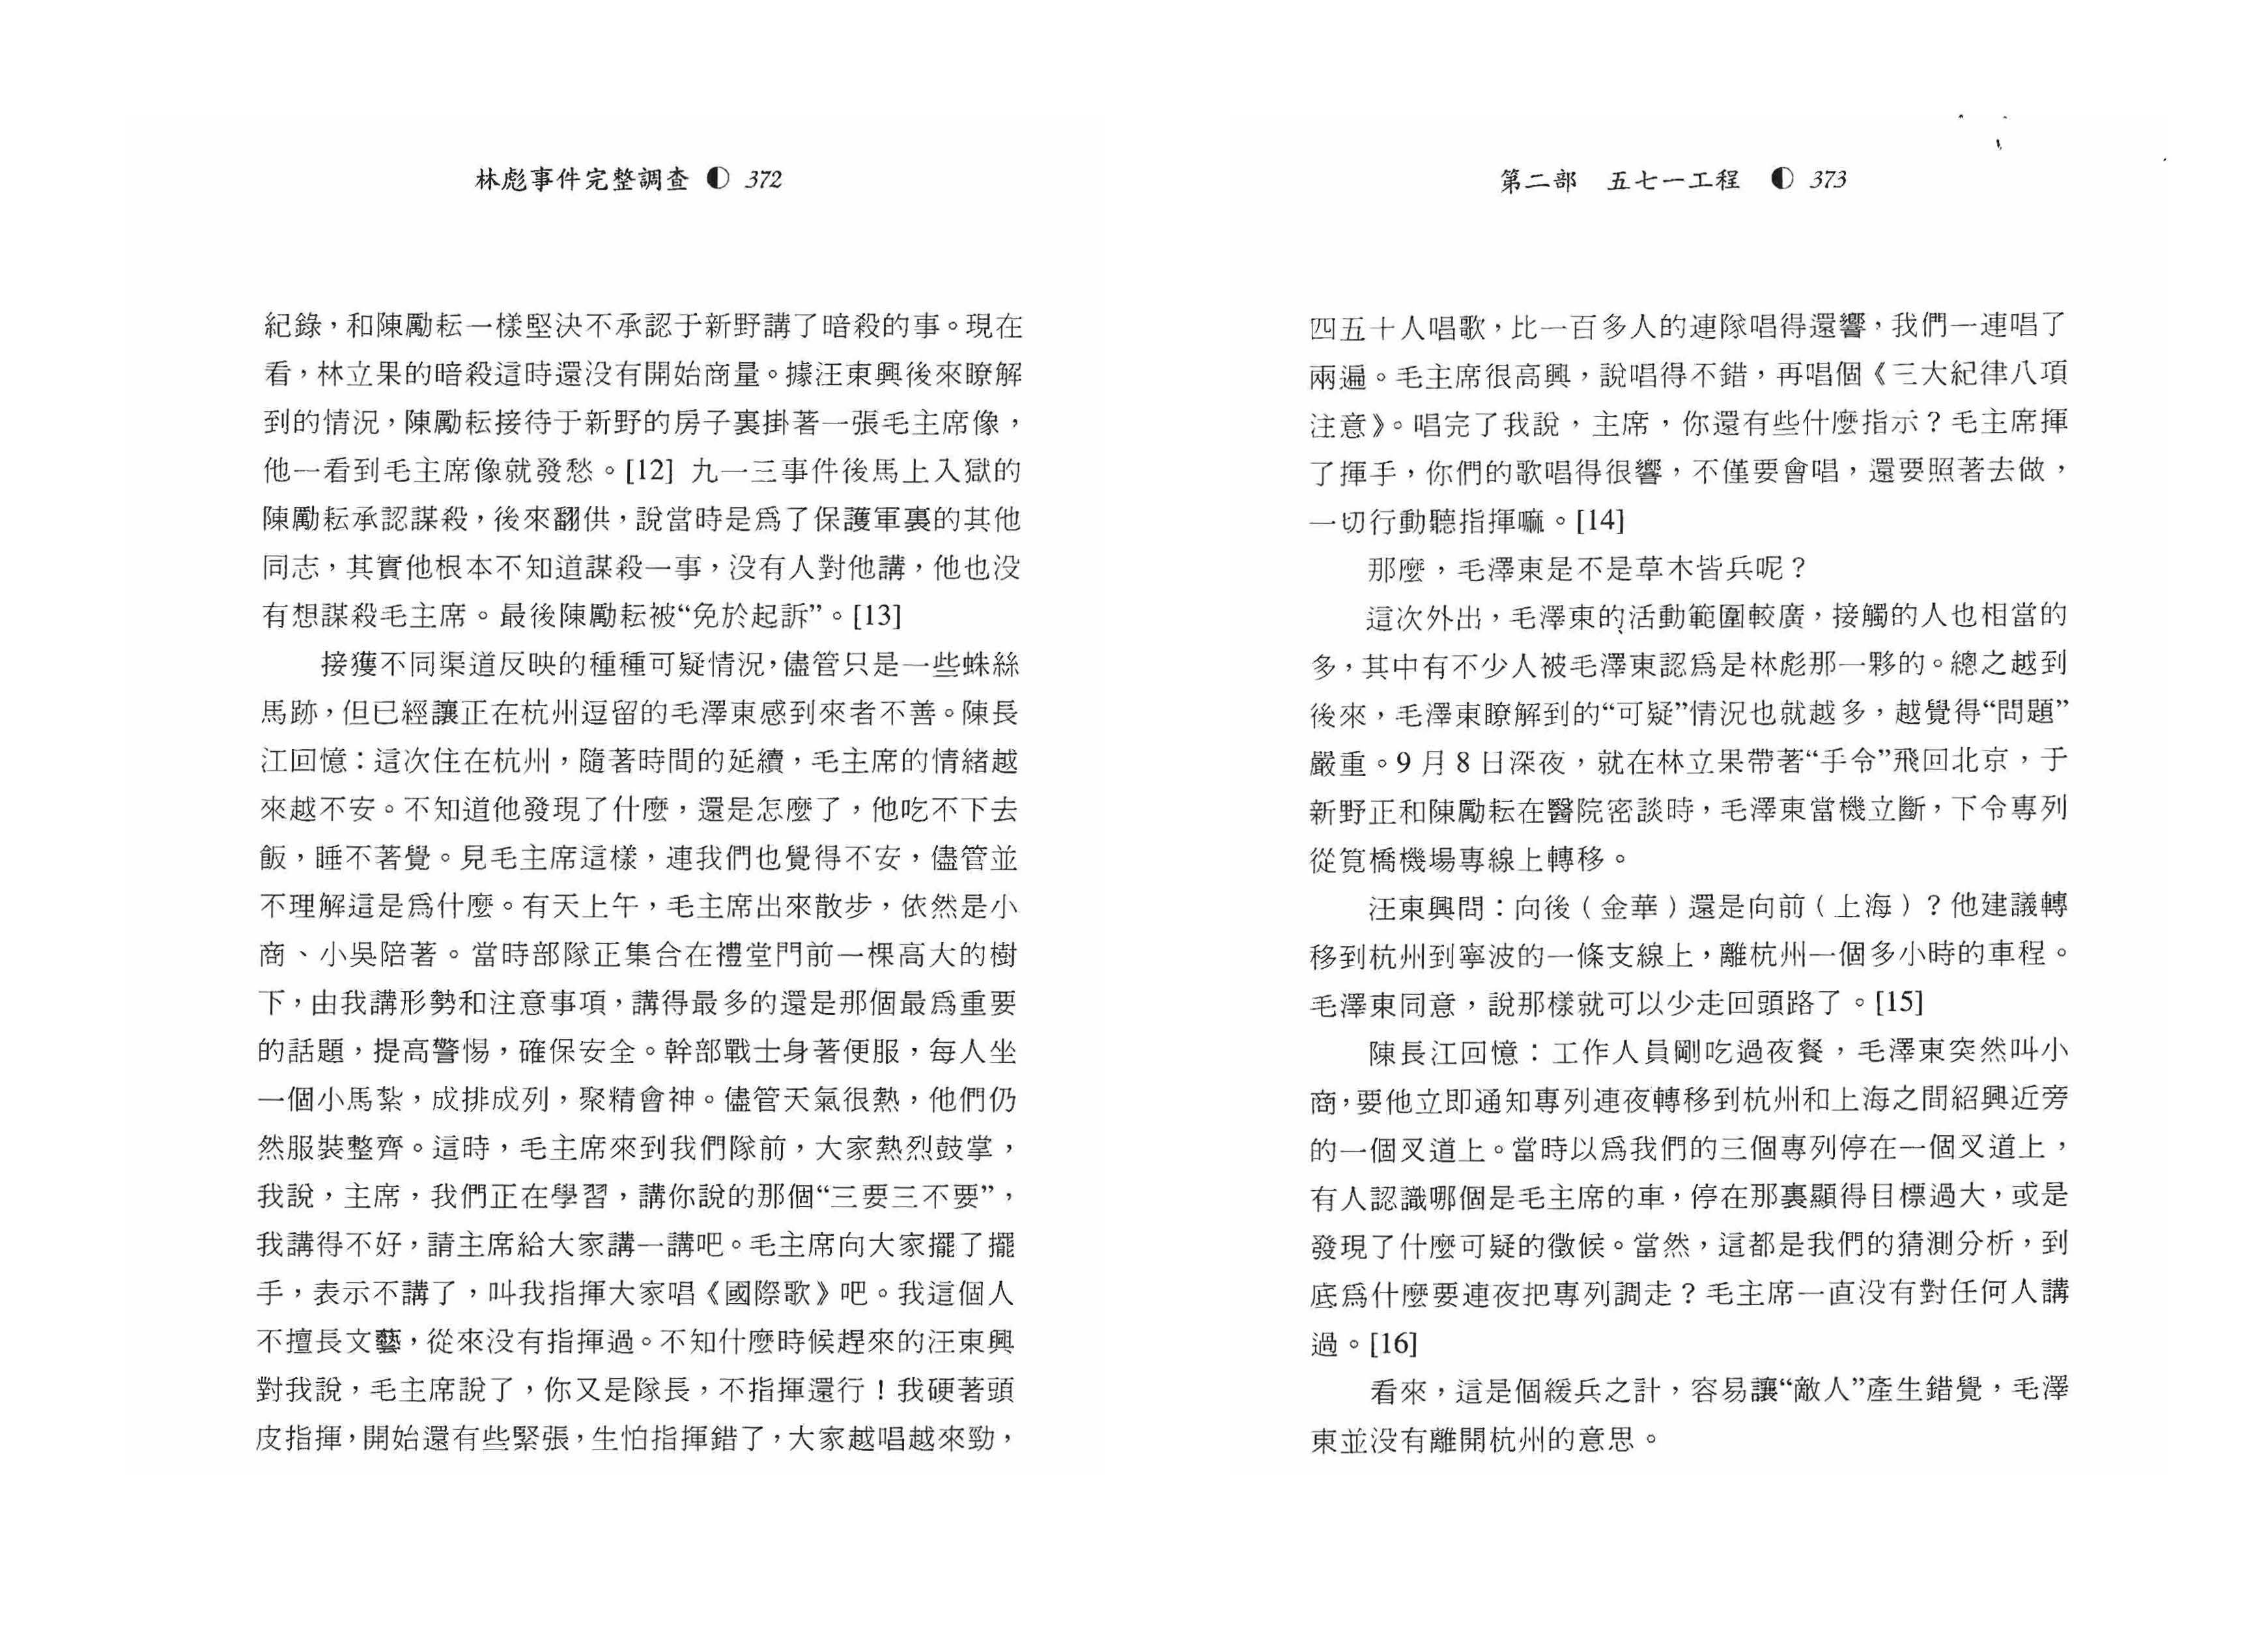 林彪事件完整調查 ◐ 372
紀錄，和陳勵耘一樣堅決不承認于新野講了暗殺的事。現在
看，林立果的暗殺這時還没有開始商量。據汪東興後來瞭解
到的情況，陳勵耘接待于新野的房子裏掛著一張毛主席像，
他一看到毛主席像就發愁。[12] 九一三事件後馬上入獄的
陳勵耘承認謀殺，後來翻供，說當時是爲了保護軍裏的其他
同志，其實他根本不知道謀殺一事，没有人對他講，他也没
有想謀殺毛主席。最後陳勵耘被“免於起訴”。[13]
接獲不同渠道反映的種種可疑情況，儘管只是一些蛛絲
馬跡，但已經讓正在杭州逗留的毛澤東感到來者不善。陳長
江回憶：這次住在杭州，隨著時間的延續，毛主席的情緒越
來越不安。不知道他發現了什麼，還是怎麼了，他吃不下去
飯，睡不著覺。見毛主席這樣，連我們也覺得不安，儘管並
不理解這是爲什麼。有天上午，毛主席出來散步，依然是小
商、小吳陪著。當時部隊正集合在禮堂門前一棵高大的樹
下，由我講形勢和注意事項，講得最多的還是那個最爲重要
的話題，提高警惕，確保安全。幹部戰士身著便服，每人坐
一個小馬紮，成排成列，聚精會神。儘管天氣很熱，他們仍
然服裝整齊。這時，毛主席來到我們隊前，大家熱烈鼓掌，
我說，主席，我們正在學習，講你說的那個“三要三不要”，
我講得不好，請主席給大家講一講吧。毛主席向大家擺了擺
手，表示不講了，叫我指揮大家唱《國際歌》吧。我這個人
不擅長文藝，從來没有指揮過。不知什麼時候趕來的汪東興
對我說，毛主席說了，你又是隊長，不指揮還行！我硬著頭
皮指揮，開始還有些緊張，生怕指揮錯了，大家越唱越來勁，
第二部　五七一工程 ◐ 373
四五十人唱歌，比一百多人的連隊唱得還響，我們一連唱了
兩遍。毛主席很高興，說唱得不錯，再唱個《三大紀律八項
注意》。唱完了我說，主席，你還有些什麼指示？毛主席揮
了揮手，你們的歌唱得很響，不僅要會唱，還要照著去做，
一切行動聽指揮嘛。[14]
那麼，毛澤東是不是草木皆兵呢？
這次外出，毛澤東的活動範圍較廣，接觸的人也相當的
多，其中有不少人被毛澤東認爲是林彪那一夥的。總之越到
後來，毛澤東瞭解到的“可疑”情況也就越多，越覺得“問題”
嚴重。9 月 8 日深夜，就在林立果帶著“手令”飛回北京，于
新野正和陳勵耘在醫院密談時，毛澤東當機立斷，下令專列
從筧橋機場專線上轉移。
汪東興問：向後（金華）還是向前（上海）？他建議轉
移到杭州到寧波的一條支線上，離杭州一個多小時的車程。
毛澤東同意，說那樣就可以少走回頭路了。[15]
陳長江回憶：工作人員剛吃過夜餐，毛澤東突然叫小
商，要他立即通知專列連夜轉移到杭州和上海之間紹興近旁
的一個叉道上。當時以爲我們的三個專列停在一個叉道上，
有人認識哪個是毛主席的車，停在那裏顯得目標過大，或是
發現了什麼可疑的徵候。當然，這都是我們的猜測分析，到
底爲什麼要連夜把專列調走？毛主席一直没有對任何人講
過。[16]
看來，這是個緩兵之計，容易讓“敵人”產生錯覺，毛澤
東並没有離開杭州的意思。